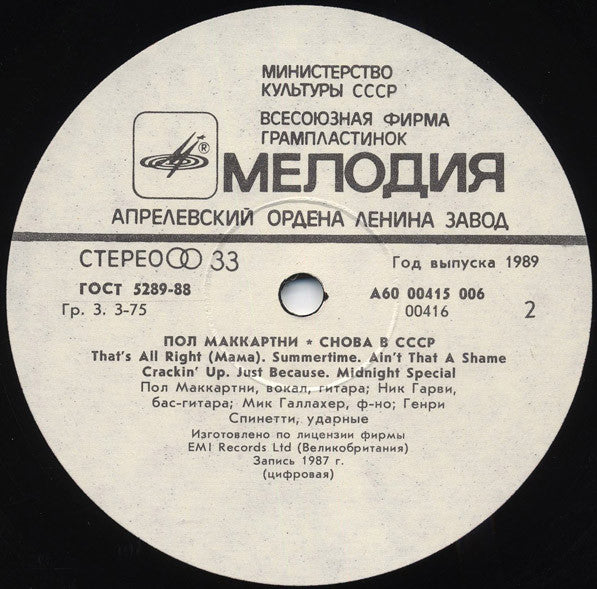 МИНИСТЕРСТВО
КУЛЬТУРЫ СССР
ВСЕСОЮЗНАЯ ФИРМА
ГРАМПЛАСТИНОК
®
МЕЛОДИЯ
АПРЕЛЕВСКИЙ ОРДЕНА ЛЕНИНА ЗАВОД
СТЕРЕО 33
Год выпуска 1989
ГОСТ 5289-88
А60 00415 006
Гр. 3. 3-75
00416
2
ПОЛ МАККАРТНИ * СНОВА В СССР
That's All Right (Мама). Summertime. Ain't That A Shame
Crackin' Up. Just Because. Midnight Special
Пол Маккартни, вокал, гитара; Ник Гарви,
бас-гитара; Мик Галлахер, ф-но; Генри
Спинетти, ударные
Изготовлено по лицензии фирмы
EMI Records Ltd (Великобритания)
Запись 1987 г.
(цифровая)